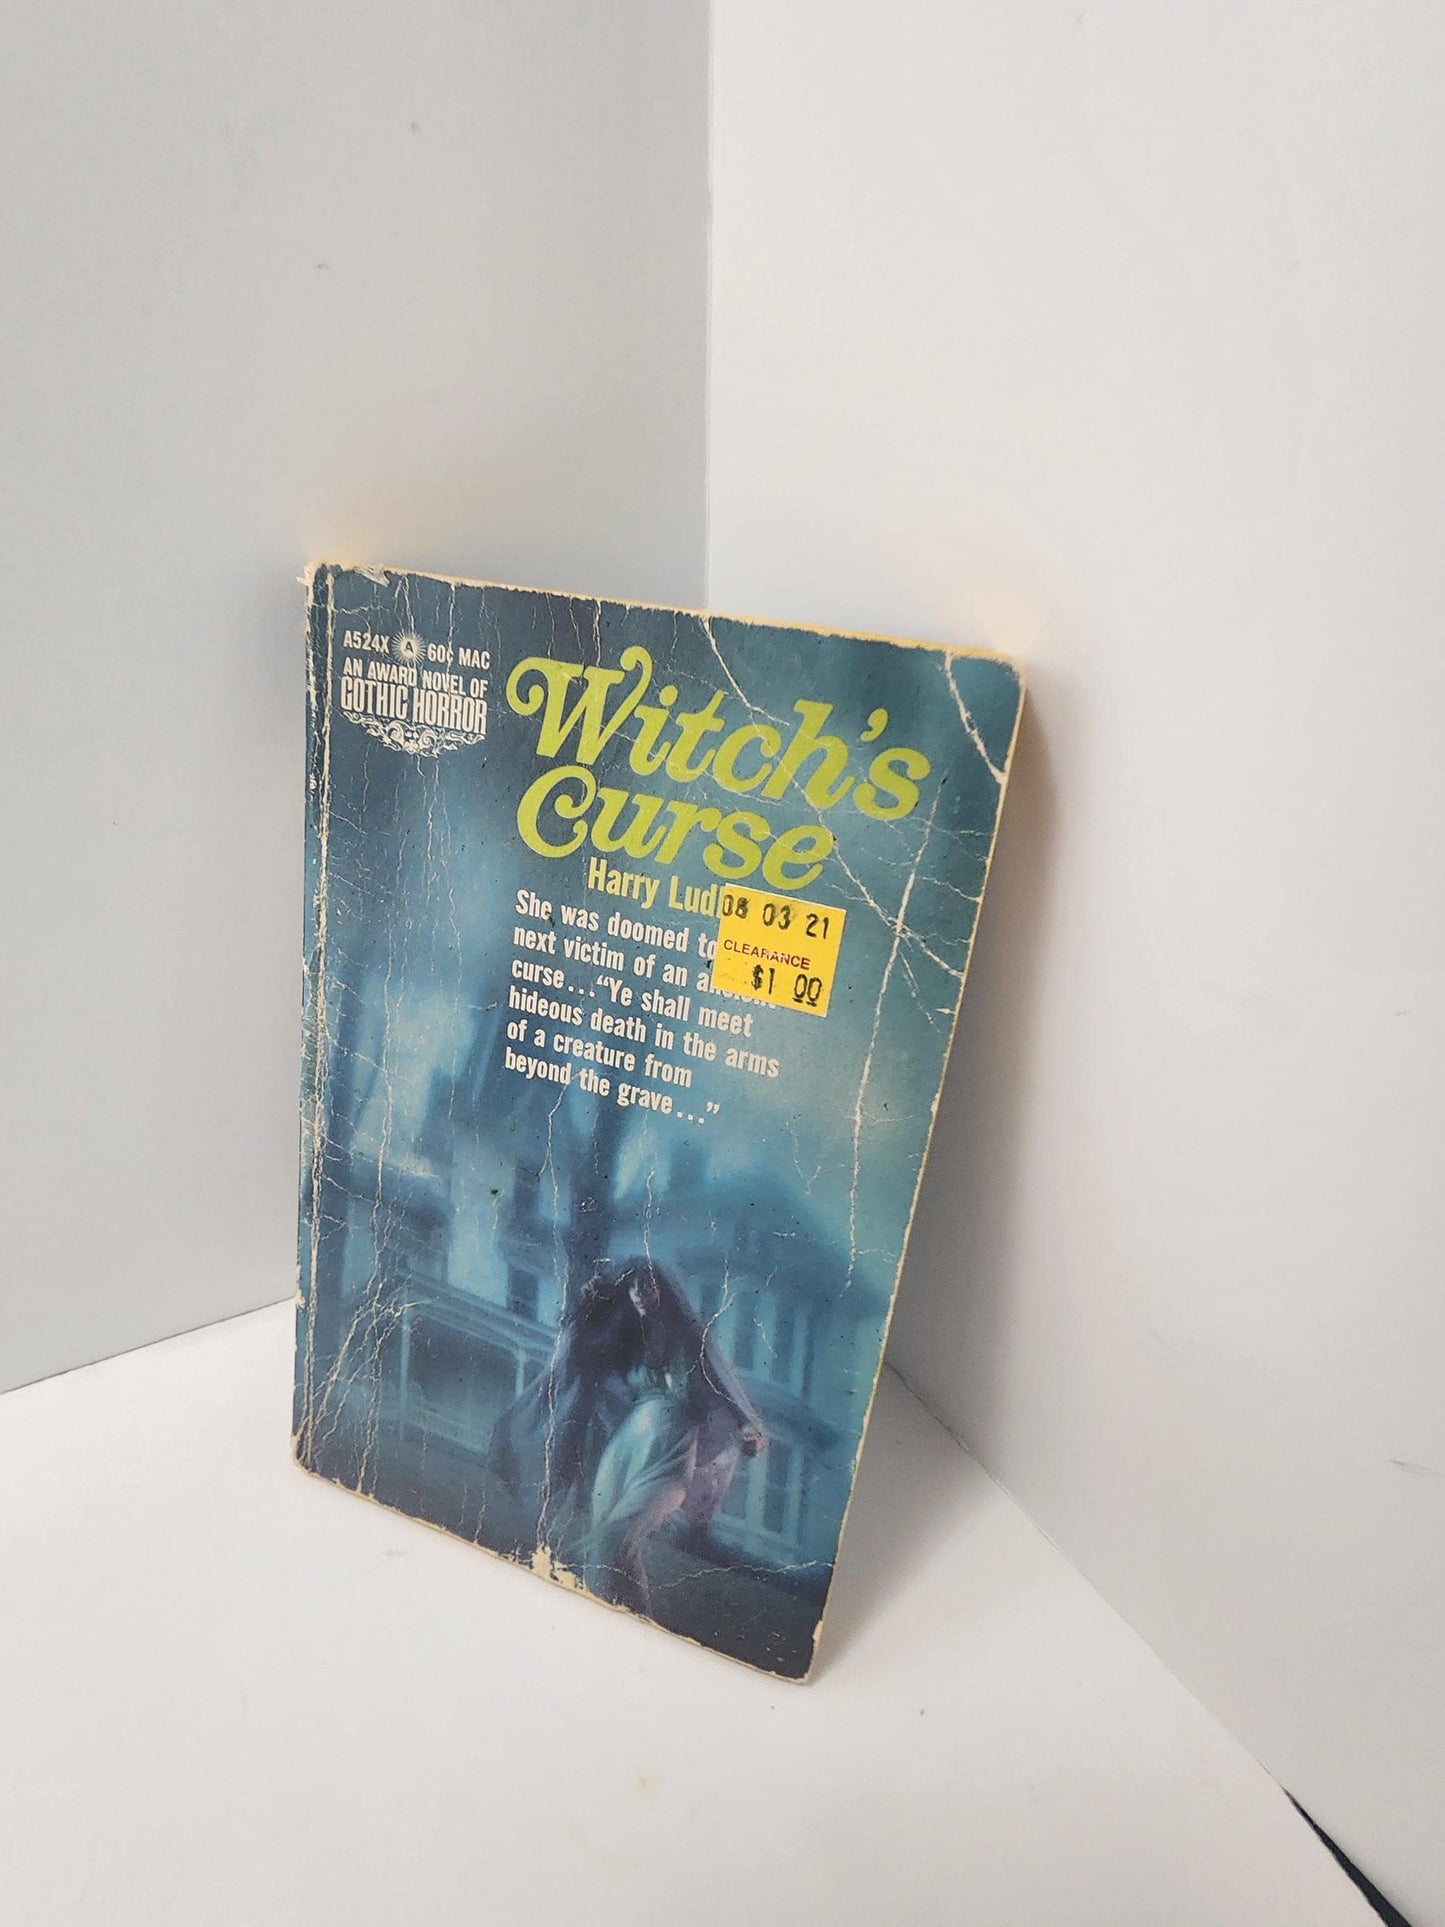 A524X A 60¢ MAC
AN AWARD NOVEL OF
GOTHIC HORROR
Witch's
Curse
Harry Lud
She was doomed to
next victim of an
curse..."Ye shall meet
hideous death in the arms
of a creature from
beyond the grave..."
08 03 21
CLEARANCE
$1 00